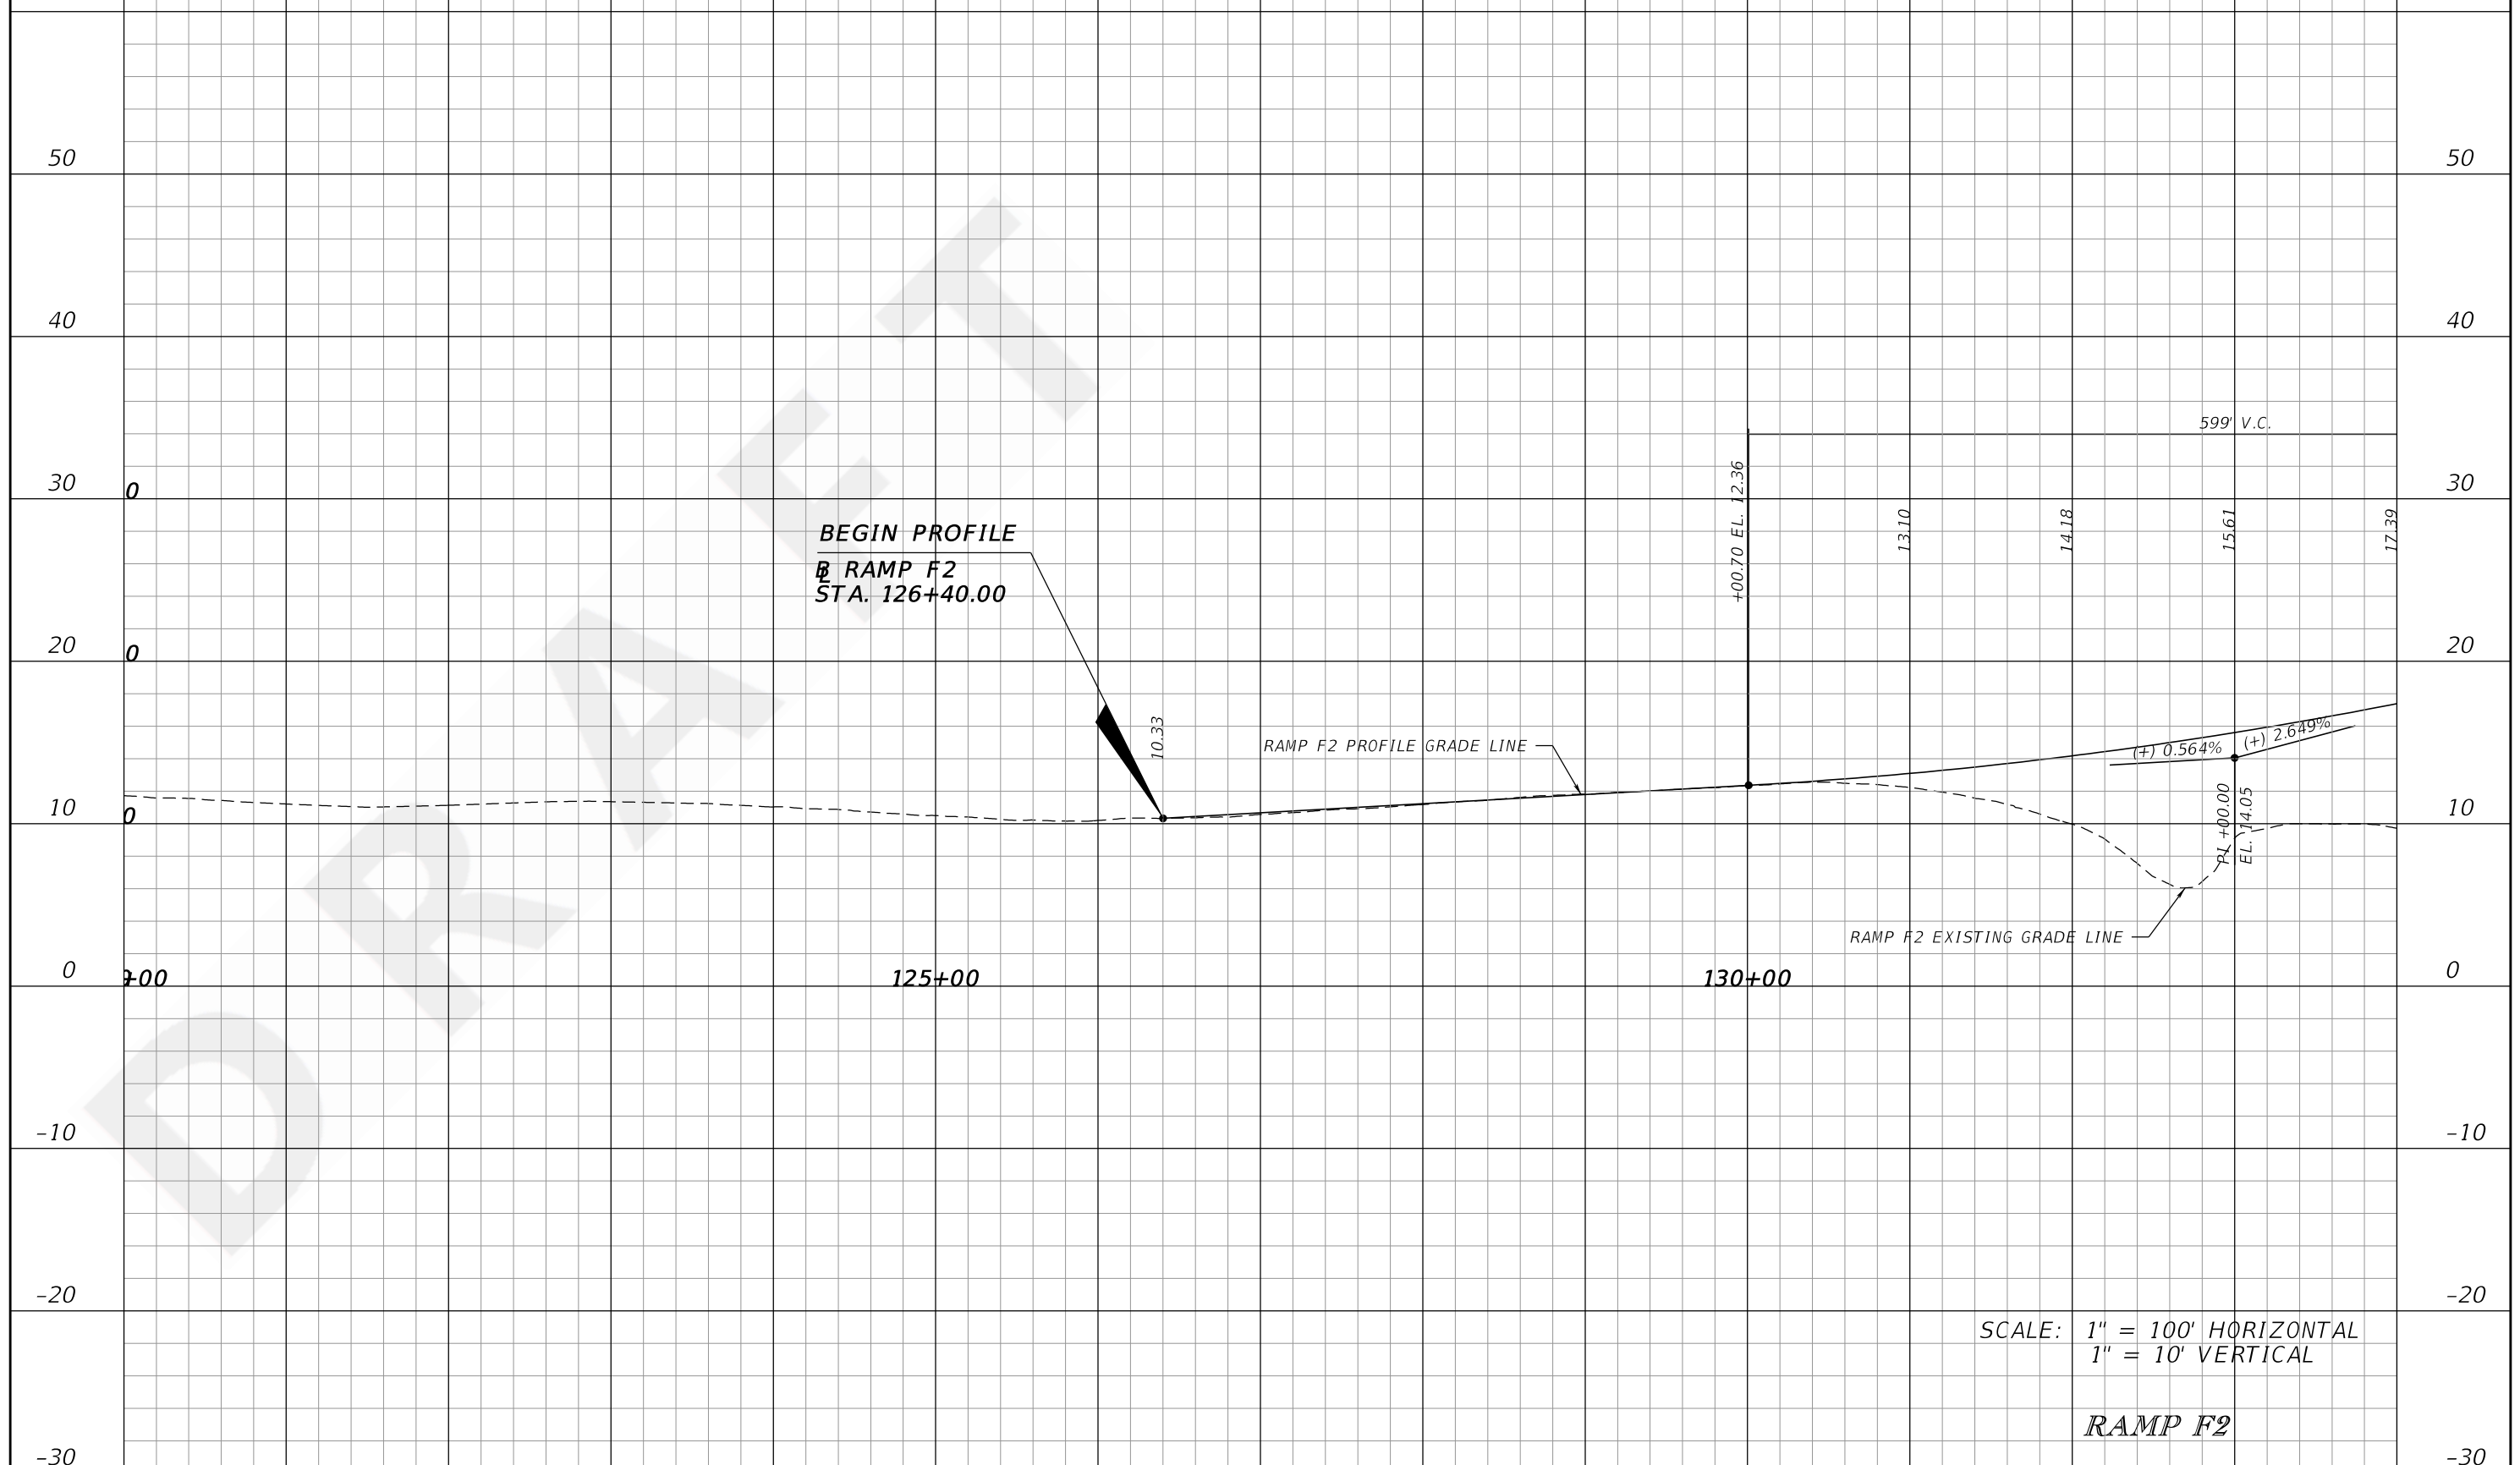 50
50
40
40
599' V.C.
30
0
30
+00.70 EL. 12.36
13.10
14.18
15.61
17.39
BEGIN PROFILE
BL RAMP F2
STA. 126+40.00
20
0
20
10.33
RAMP F2 PROFILE GRADE LINE
(+) 0.564%
(+) 2.649%
10
0
10
PI +00.00
EL. 14.05
RAMP F2 EXISTING GRADE LINE
0
+00
125+00
130+00
0
-10
-10
-20
-20
SCALE: 1" = 100' HORIZONTAL
1" = 10' VERTICAL
RAMP F2
-30
-30
DRAFT